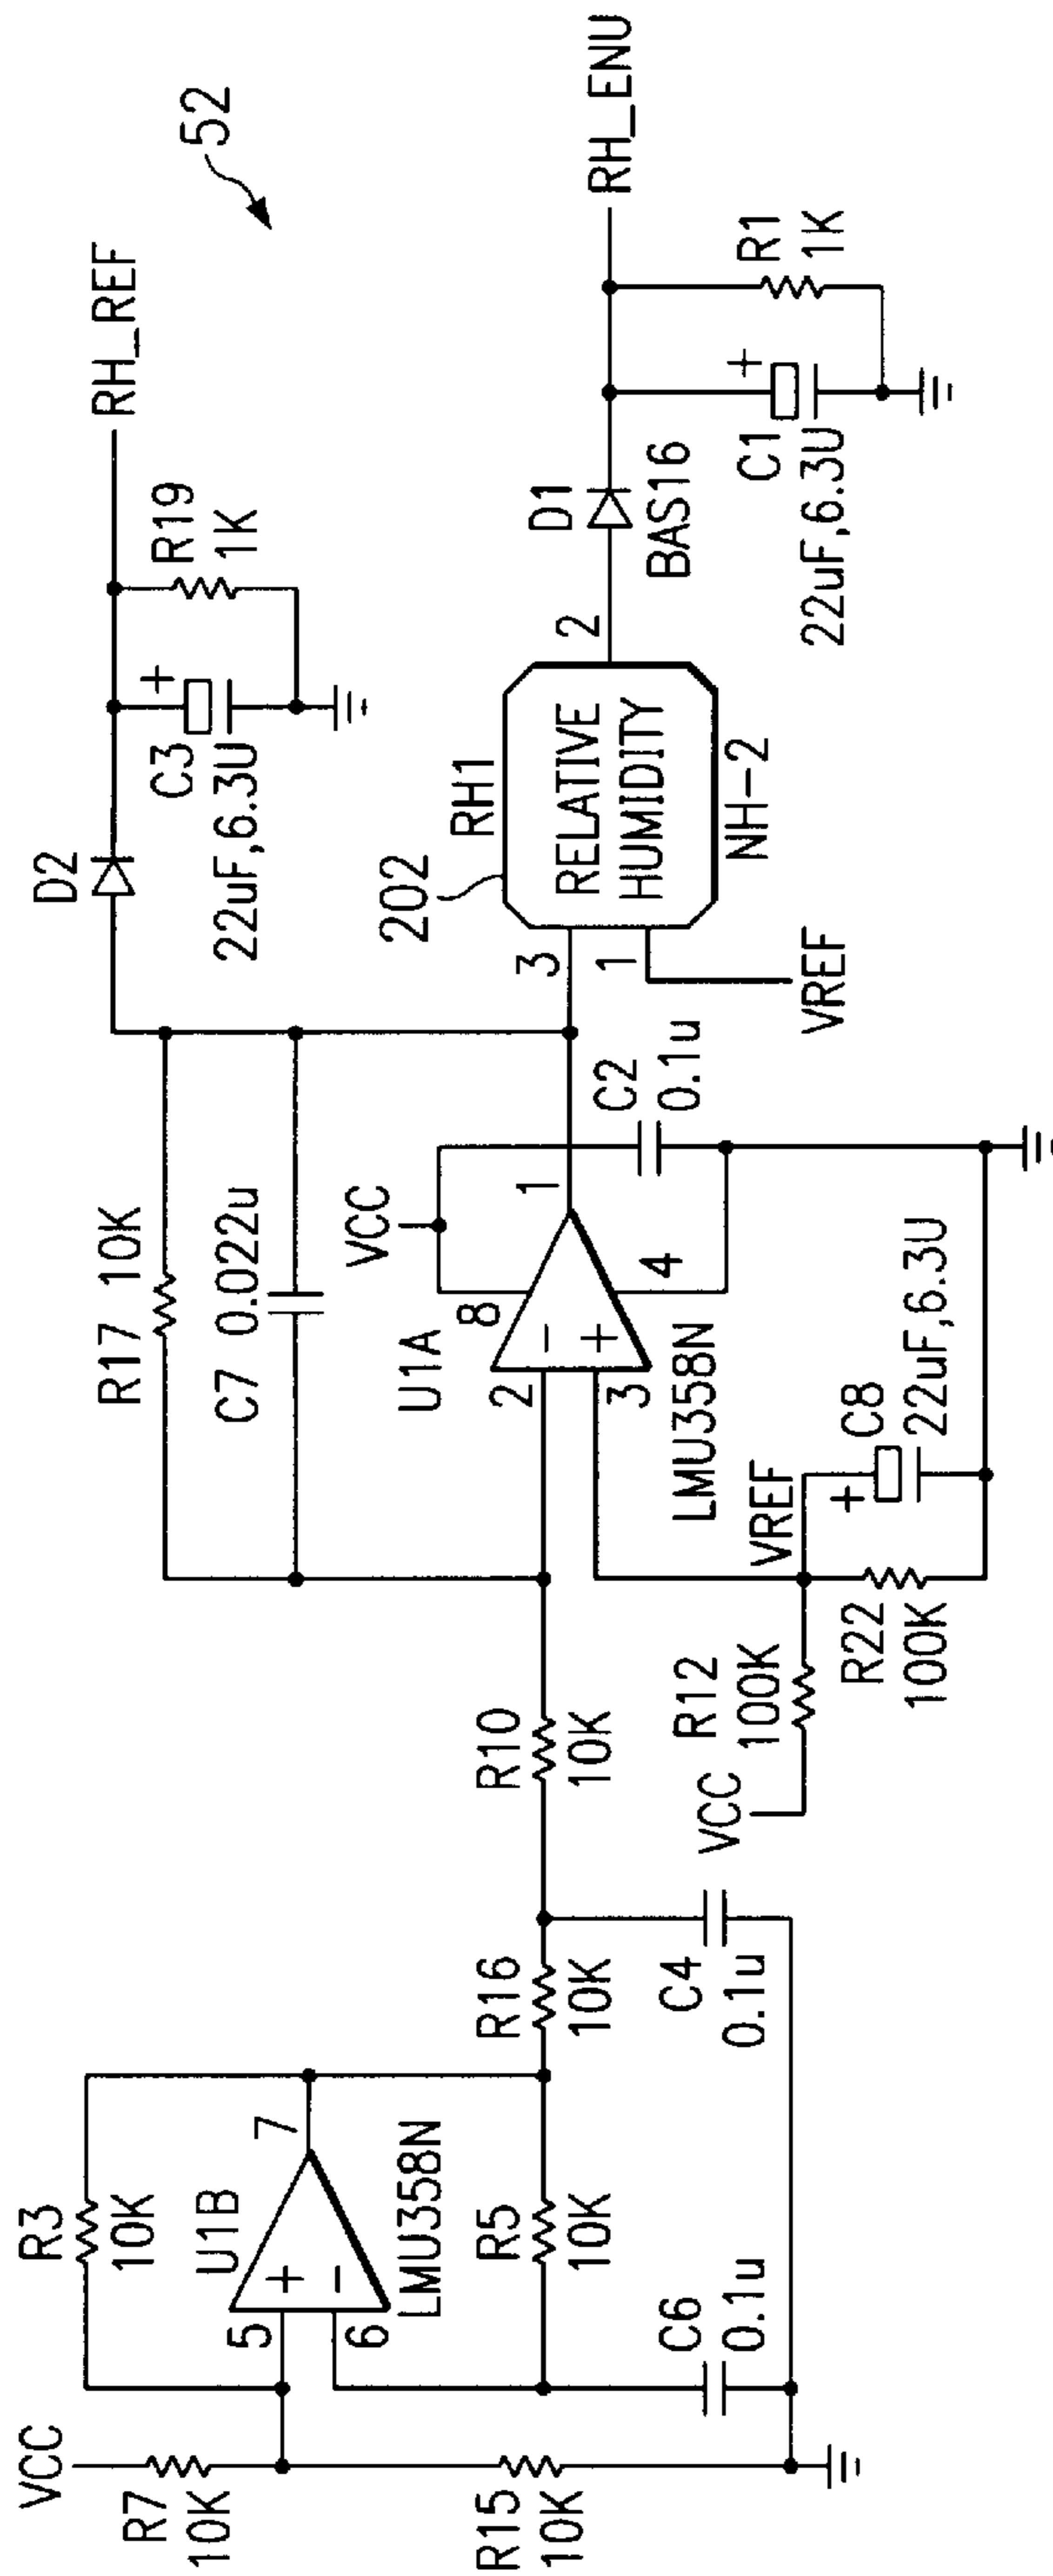 52
RH_REF
RH_ENU
D2
C3
22uF,6.3U
R19
1K
R17 10K
C7 0.022u
VCC
8
U1A
2
3
1
4
LMU358N
C2
0.1u
202
RH1
RELATIVE
HUMIDITY
NH-2
3
1
2
VREF
D1
BAS16
C1
22uF,6.3U
R1
1K
R10
10K
VREF
C8
22uF,6.3U
R12
100K
VCC
R22
100K
R3
10K
U1B
5
6
7
LMU358N
R5
10K
R16
10K
C4
0.1u
C6
0.1u
VCC
R7
10K
R15
10K